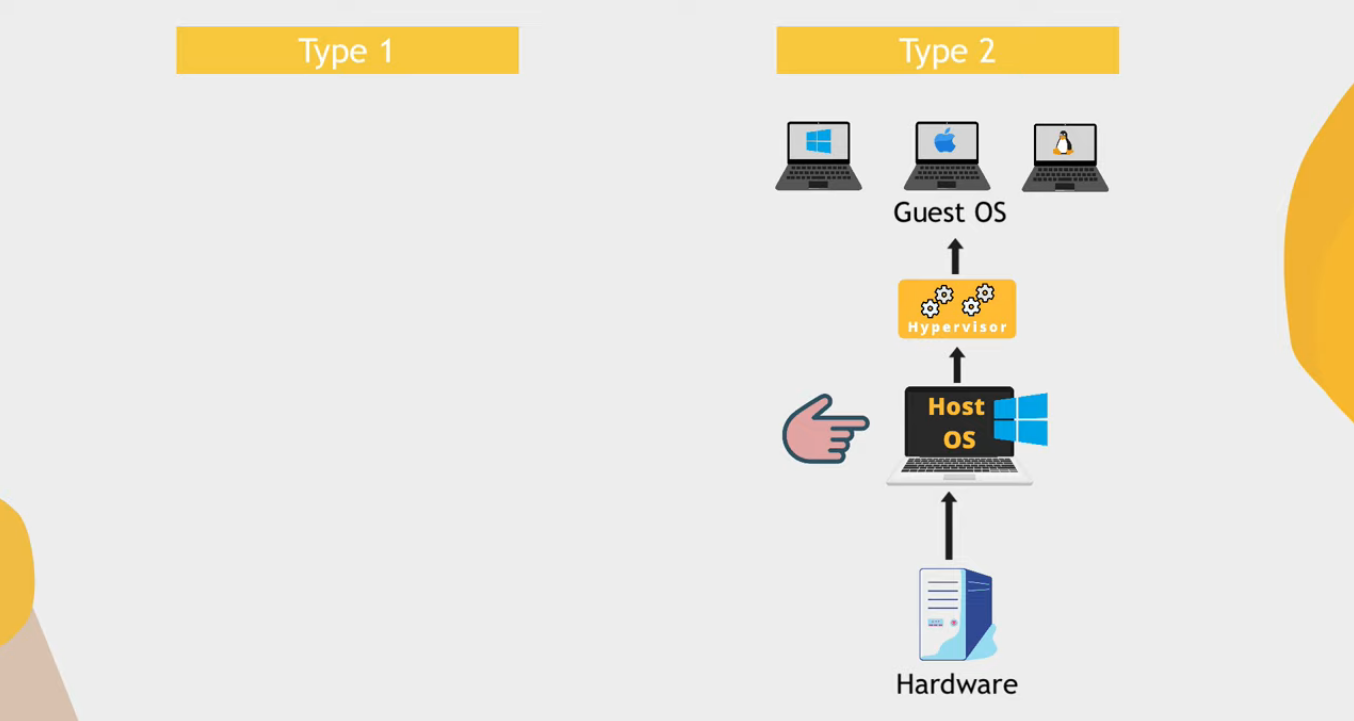 Type 1
Type 2
Guest OS
Hypervisor
Host
OS
Hardware